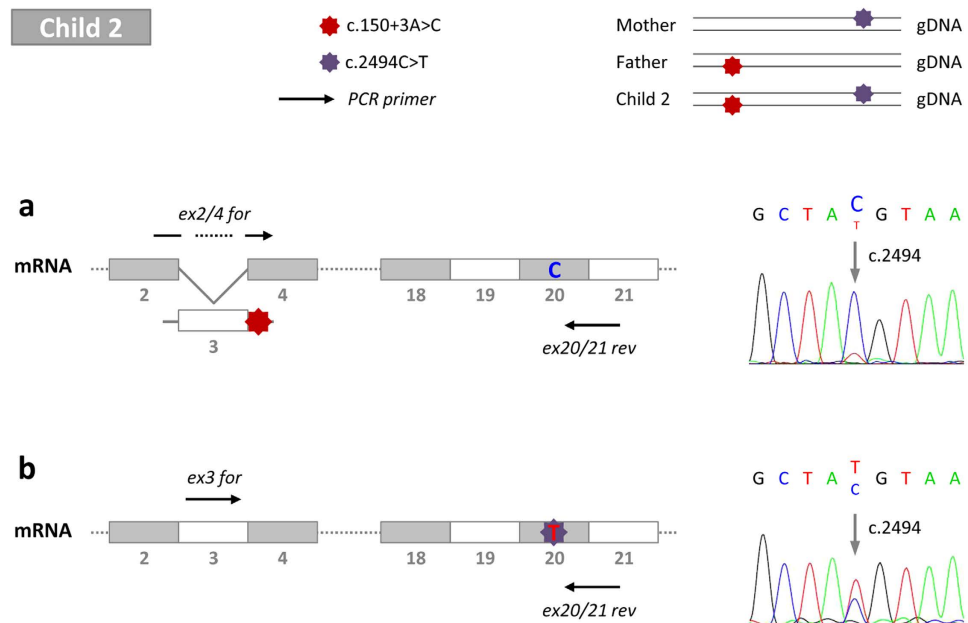 Child 2
c.150+3A>C
c.2494C>T
PCR primer
Mother gDNA
Father gDNA
Child 2 gDNA
a
ex2/4 for
mRNA
C
2 4 18 19 20 21
3
ex20/21 rev
G C T A C G T A A
T
c.2494
b
ex3 for
mRNA
T
2 3 4 18 19 20 21
ex20/21 rev
G C T A T G T A A
C
c.2494